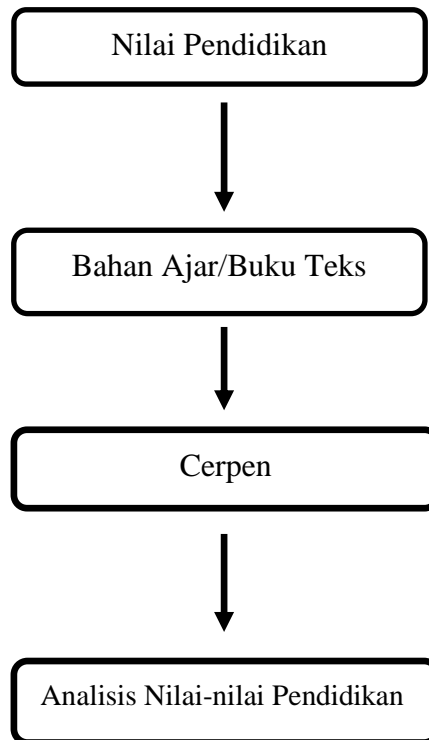 Nilai Pendidikan
Bahan Ajar/Buku Teks
Cerpen
Analisis Nilai-nilai Pendidikan